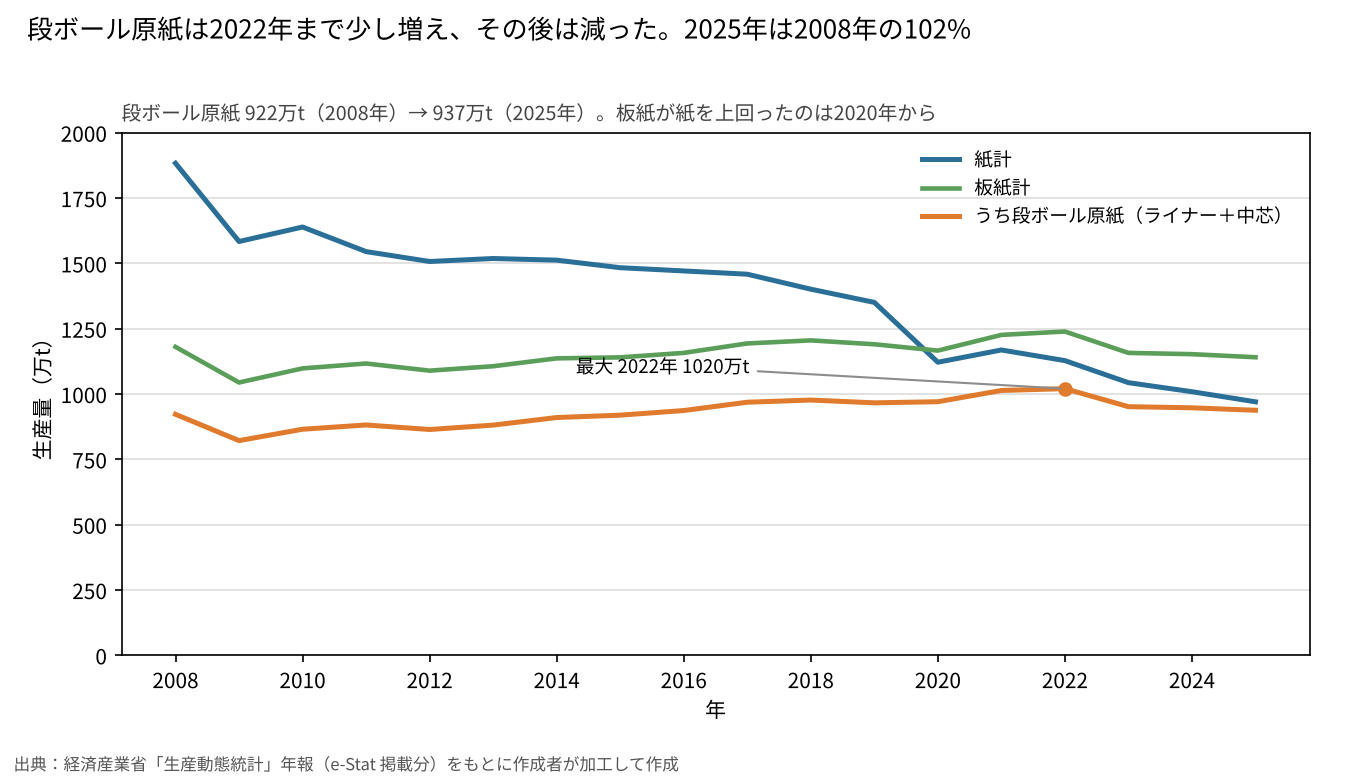 段ボール原紙は2022年まで少し増え、その後は減った。2025年は2008年の102%
段ボール原紙 922万t（2008年）→ 937万t（2025年）。板紙が紙を上回ったのは2020年から
紙計
板紙計
うち段ボール原紙（ライナー＋中芯）
最大 2022年 1020万t
生産量（万t）
2000
1750
1500
1250
1000
750
500
250
0
2008 2010 2012 2014 2016 2018 2020 2022 2024
年
出典：経済産業省「生産動態統計」年報（e-Stat 掲載分）をもとに作成者が加工して作成